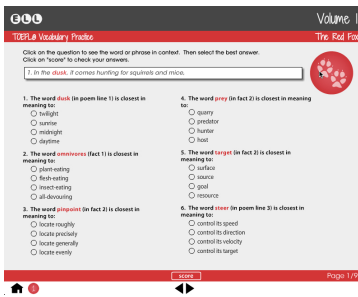 ELL
Volume I
TOEFL® Vocabulary Practice
The Red Fox
Click on the question to see the word or phrase in context. Then select the best answer.
Click on "score" to check your answers.
1. In the dusk, it comes hunting for squirrels and mice.
1. The word dusk (in poem line 1) is closest in
meaning to:
twilight
sunrise
midnight
daytime
2. The word omnivores (fact 1) is closest in
meaning to:
plant-eating
flesh-eating
insect-eating
all-devouring
3. The word pinpoint (in fact 2) is closest in
meaning to:
locate roughly
locate precisely
locate generally
locate evenly
4. The word prey (in fact 2) is closest in meaning
to:
quarry
predator
hunter
host
5. The word target (in fact 2) is closest in
meaning to:
surface
source
goal
resource
6. The word steer (in poem line 3) is closest in
meaning to:
control its speed
control its direction
control its velocity
control its target
score
Page 1/9